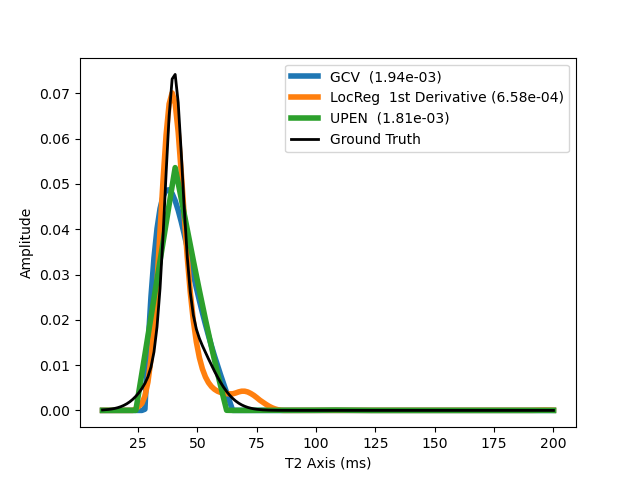 GCV (1.94e-03)
LocReg 1st Derivative (6.58e-04)
UPEN (1.81e-03)
Ground Truth
Amplitude
0.07
0.06
0.05
0.04
0.03
0.02
0.01
0.00
25 50 75 100 125 150 175 200
T2 Axis (ms)